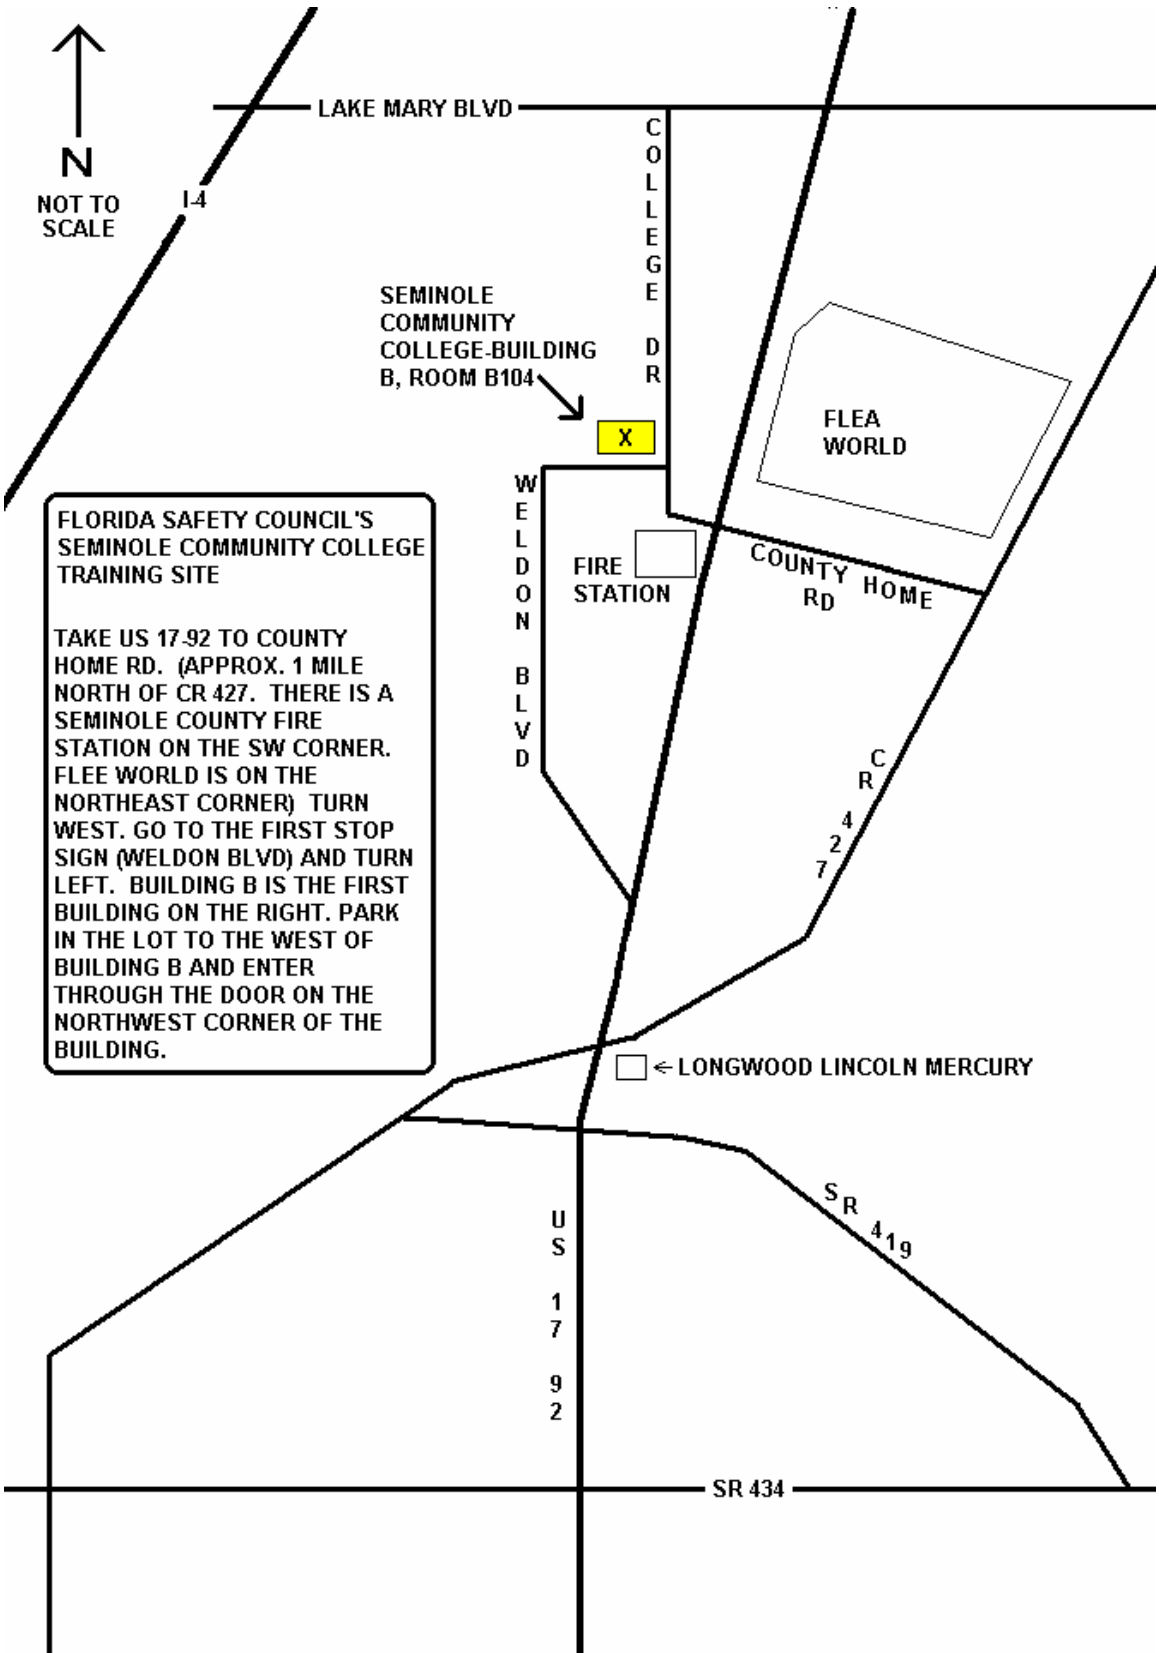 LAKE MARY BLVD
N
NOT TO
SCALE
I-4
COLLEGE DR
SEMINOLE
COMMUNITY
COLLEGE-BUILDING
B, ROOM B104
X
FLEA
WORLD
WELDON BLVD
FIRE
STATION
COUNTY HOME
RD
FLORIDA SAFETY COUNCIL'S
SEMINOLE COMMUNITY COLLEGE
TRAINING SITE
TAKE US 17-92 TO COUNTY
HOME RD. (APPROX. 1 MILE
NORTH OF CR 427. THERE IS A
SEMINOLE COUNTY FIRE
STATION ON THE SW CORNER.
FLEE WORLD IS ON THE
NORTHEAST CORNER) TURN
WEST. GO TO THE FIRST STOP
SIGN (WELDON BLVD) AND TURN
LEFT. BUILDING B IS THE FIRST
BUILDING ON THE RIGHT. PARK
IN THE LOT TO THE WEST OF
BUILDING B AND ENTER
THROUGH THE DOOR ON THE
NORTHWEST CORNER OF THE
BUILDING.
CR 427
←LONGWOOD LINCOLN MERCURY
SR 419
US 17 92
SR 434